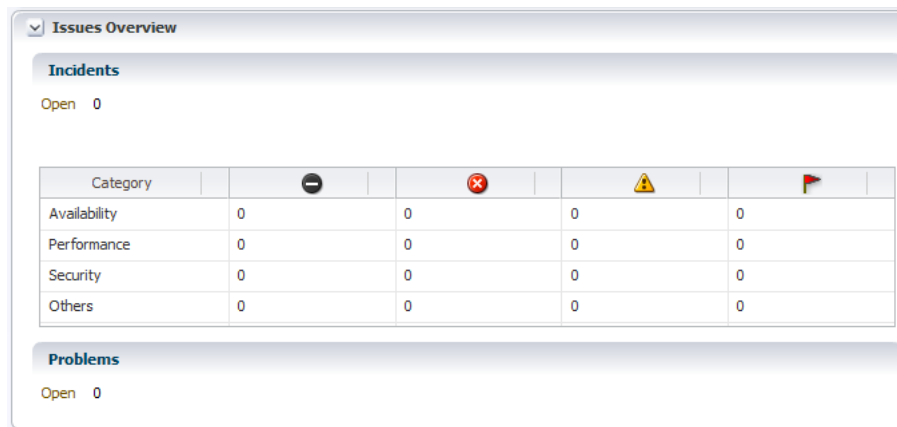 Issues Overview
Incidents
Open 0
Category
Availability 0 0 0 0
Performance 0 0 0 0
Security 0 0 0 0
Others 0 0 0 0
Problems
Open 0